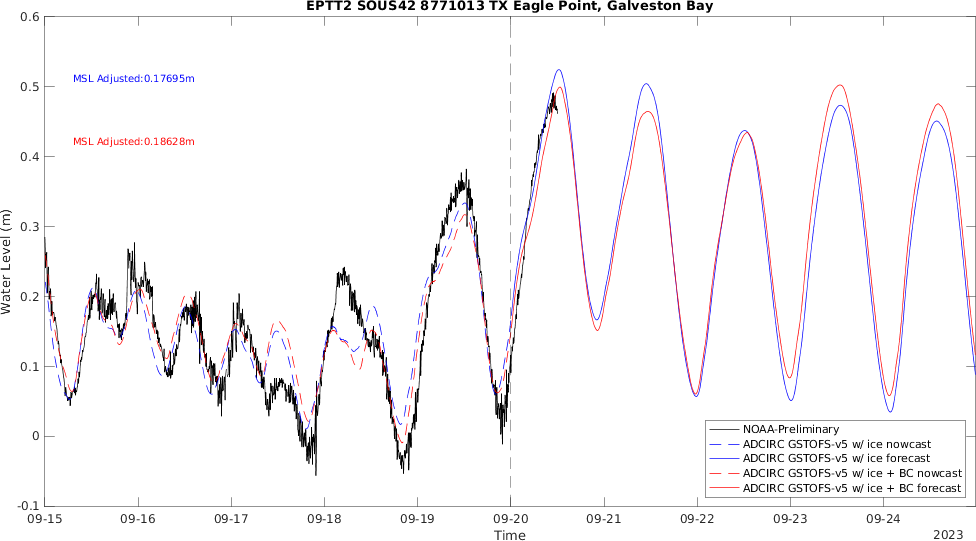 EPTT2 SOUS42 8771013 TX Eagle Point, Galveston Bay
0.6
0.5
0.4
0.3
0.2
0.1
0
-0.1
Water Level (m)
MSL Adjusted:0.17695m
MSL Adjusted:0.18628m
NOAA-Preliminary
ADCIRC GSTOFS-v5 w/ ice nowcast
ADCIRC GSTOFS-v5 w/ ice forecast
ADCIRC GSTOFS-v5 w/ ice + BC nowcast
ADCIRC GSTOFS-v5 w/ ice + BC forecast
09-15 09-16 09-17 09-18 09-19 09-20 09-21 09-22 09-23 09-24
Time
2023